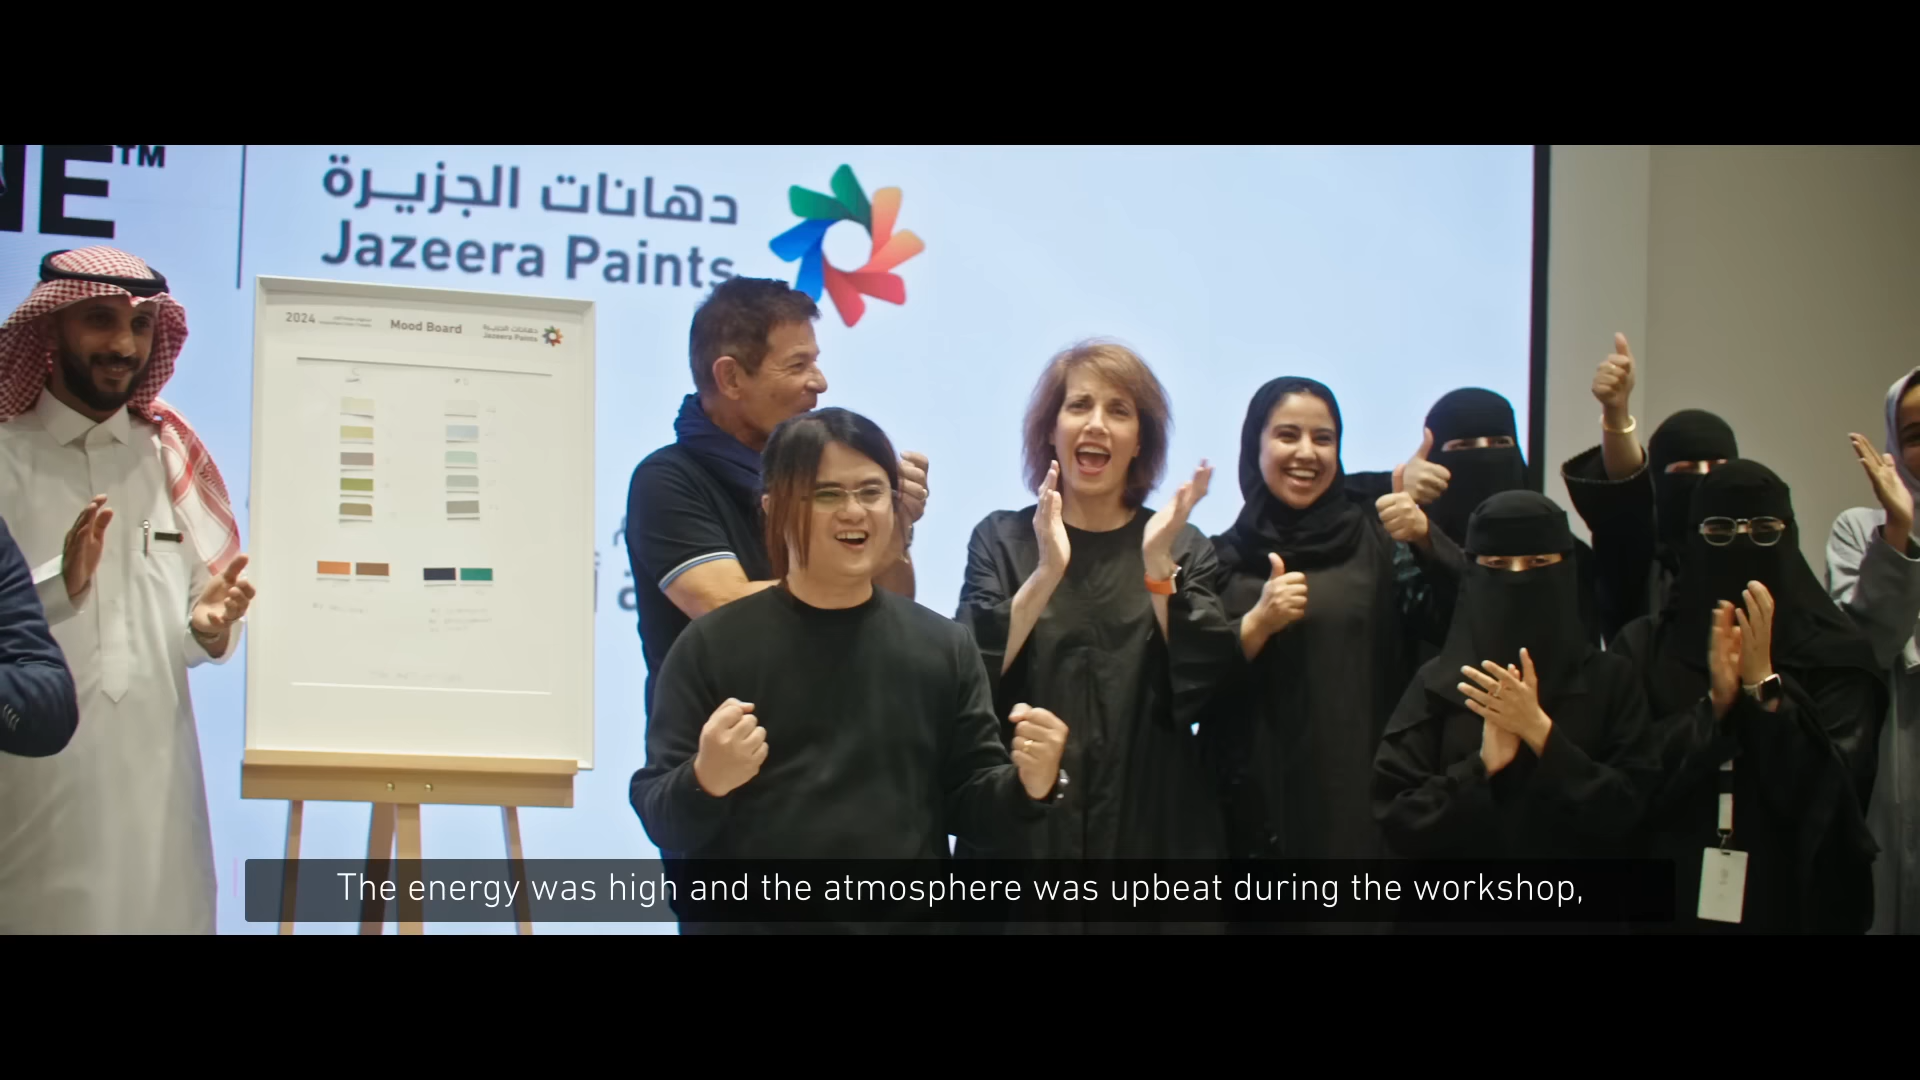 NE™
دهانات الجزيرة
Jazeera Paints
2024
Mood Board
دهانات الجزيرة
Jazeera Paints
The energy was high and the atmosphere was upbeat during the workshop,